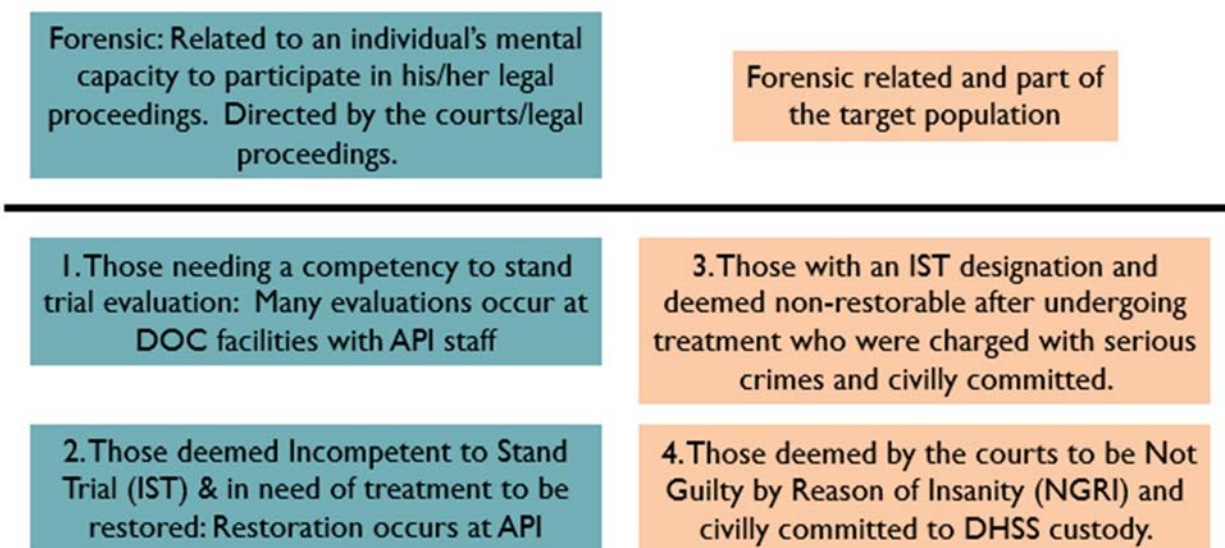 Forensic: Related to an individual's mental
capacity to participate in his/her legal
proceedings. Directed by the courts/legal
proceedings.
Forensic related and part of
the target population
1. Those needing a competency to stand
trial evaluation: Many evaluations occur at
DOC facilities with API staff
3. Those with an IST designation and
deemed non-restorable after undergoing
treatment who were charged with serious
crimes and civilly committed.
2. Those deemed Incompetent to Stand
Trial (IST) & in need of treatment to be
restored: Restoration occurs at API
4. Those deemed by the courts to be Not
Guilty by Reason of Insanity (NGRI) and
civilly committed to DHSS custody.